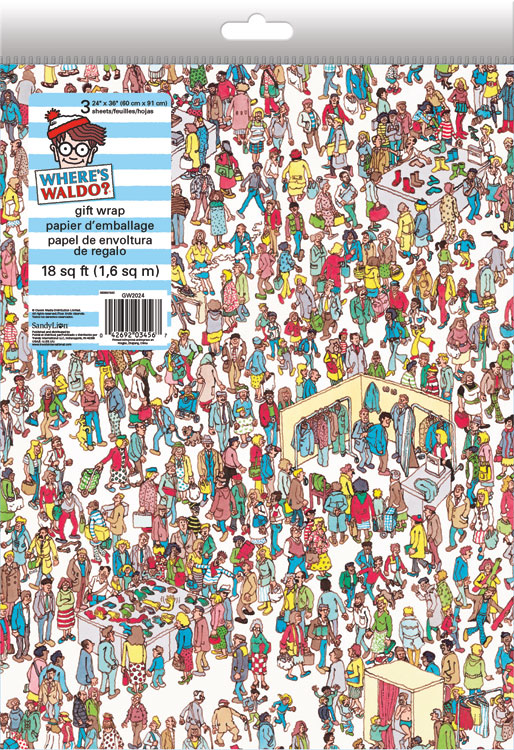 3 24" x 36" (60 cm x 91 cm)
sheets/feuilles/hojas
WHERE'S
WALDO?
gift wrap
papier d'emballage
papel de envoltura
de regalo
18 sq ft (1,6 sq m)
GW2024
SandyLion
0 42692 03456 7